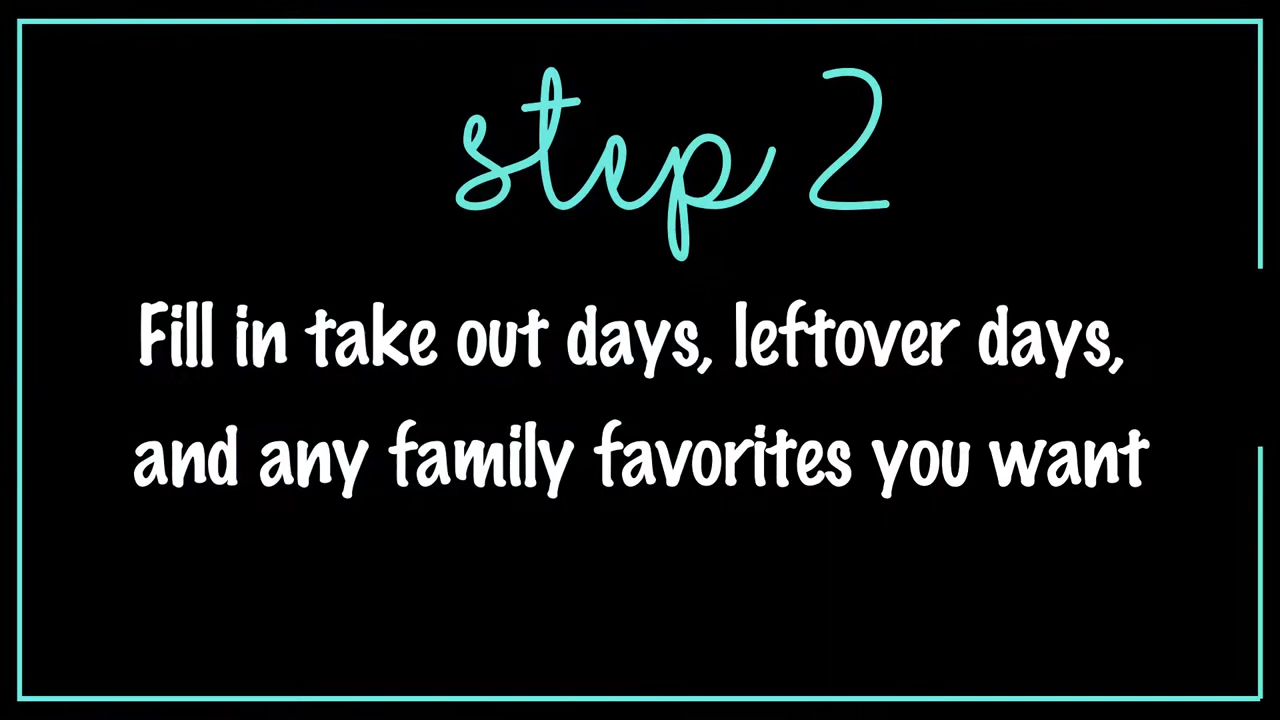 step 2
Fill in take out days, leftover days,
and any family favorites you want